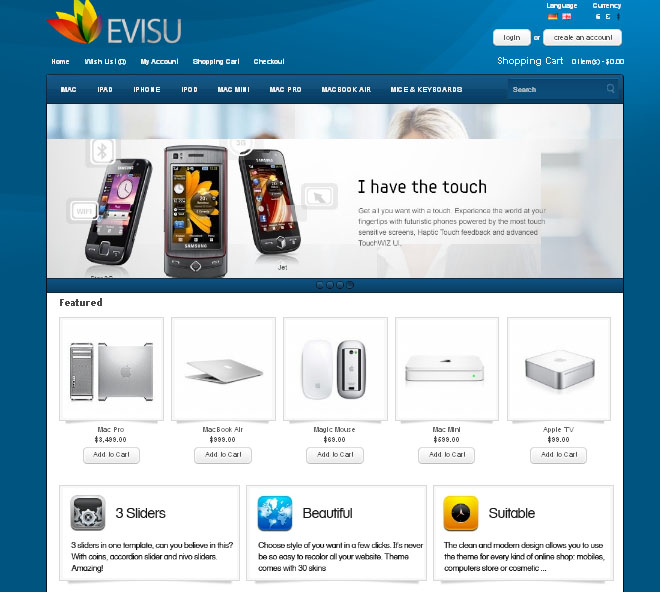 Language
Currency
EVISU
€ £ $
login or create an account
Home Wish List (0) My Account Shopping Cart Checkout
Shopping Cart 0 item(s) - $0.00
MAC IPAD IPHONE IPOD MAC MINI MAC PRO MACBOOK AIR MICE & KEYBOARDS
Search
WIFI
SAMSUNG
SAMSUNG
SAMSUNG
I have the touch
Get all you want with a touch. Experience the world at your
fingertips with futuristic phones powered by the most touch
sensitive screens, Haptic Touch feedback and advanced
TouchWIZ UI.
Jet
Featured
Mac Pro
$3,499.00
Add to Cart
MacBook Air
$999.00
Add to Cart
Magic Mouse
$69.00
Add to Cart
Mac Mini
$599.00
Add to Cart
Apple TV
$99.00
Add to Cart
3 Sliders
3 sliders in one template, can you believe in this?
With coins, accordion slider and nivo sliders.
Amazing!
Beautiful
Choose style of you want in a few clicks. It's never
be so easy to recolor all your website. Theme
comes with 30 skins
Suitable
The clean and modern design allows you to use
the theme for every kind of online shop: mobiles,
computers store or cosmetic ...